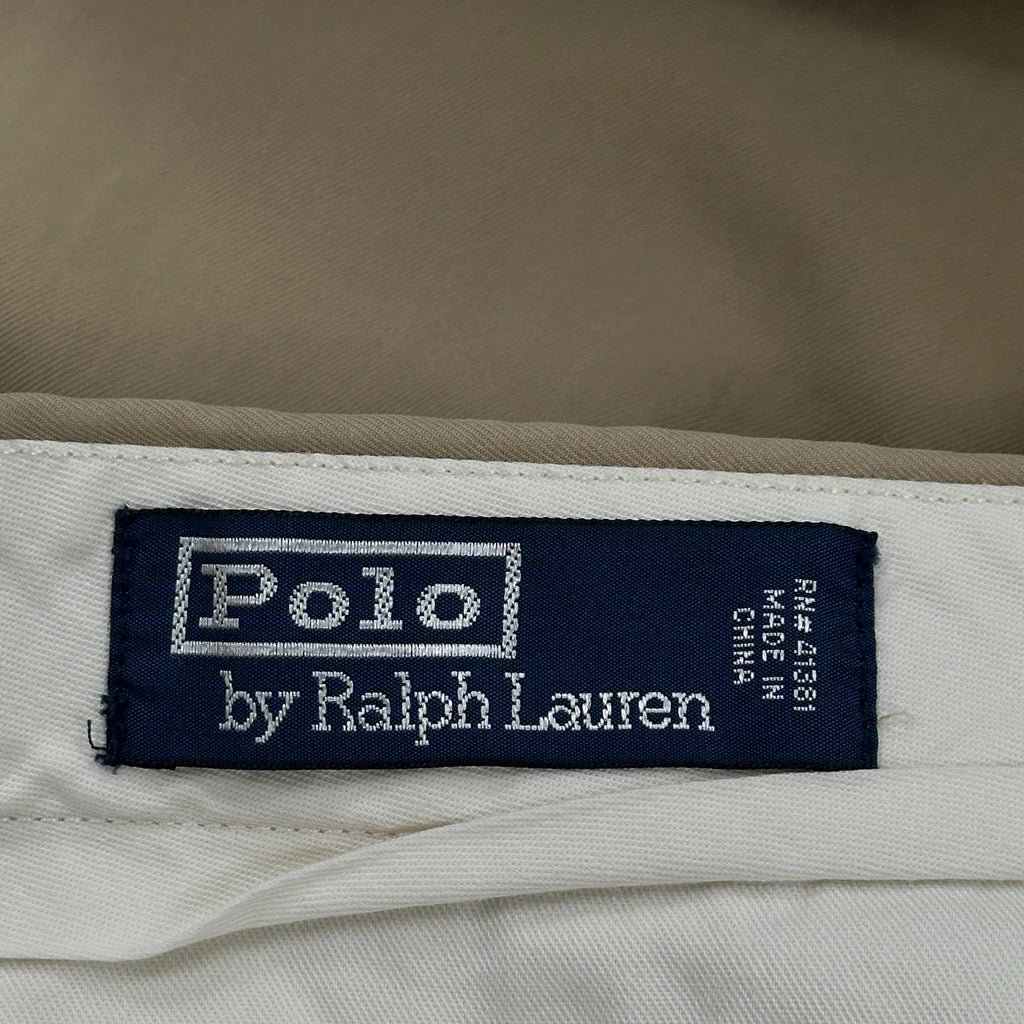 Polo
by Ralph Lauren
RN# 41381
MADE IN
CHINA